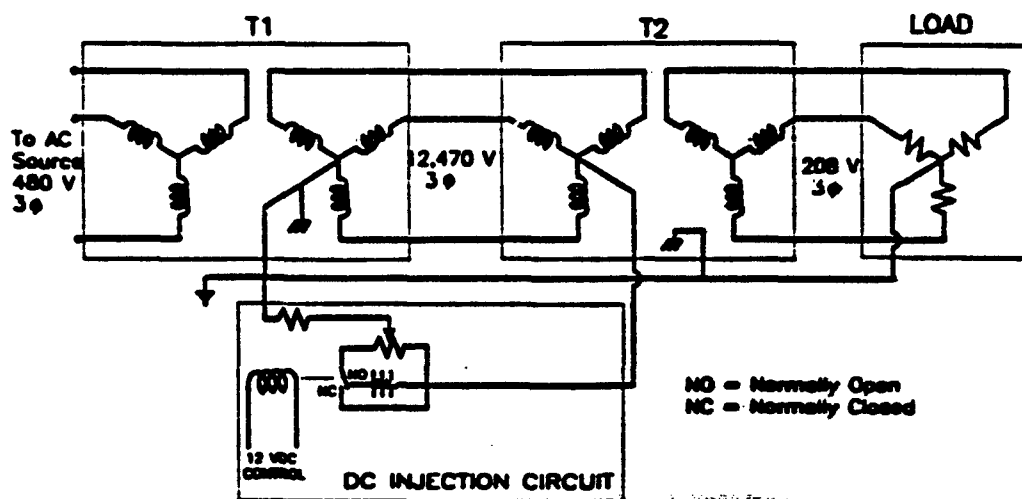 T1
T2
LOAD
To AC
Source
480 V
3ϕ
12,470 V
3ϕ
208 V
3ϕ
NO
NC
12 VDC
CONTROL
NO = Normally Open
NC = Normally Closed
DC INJECTION CIRCUIT